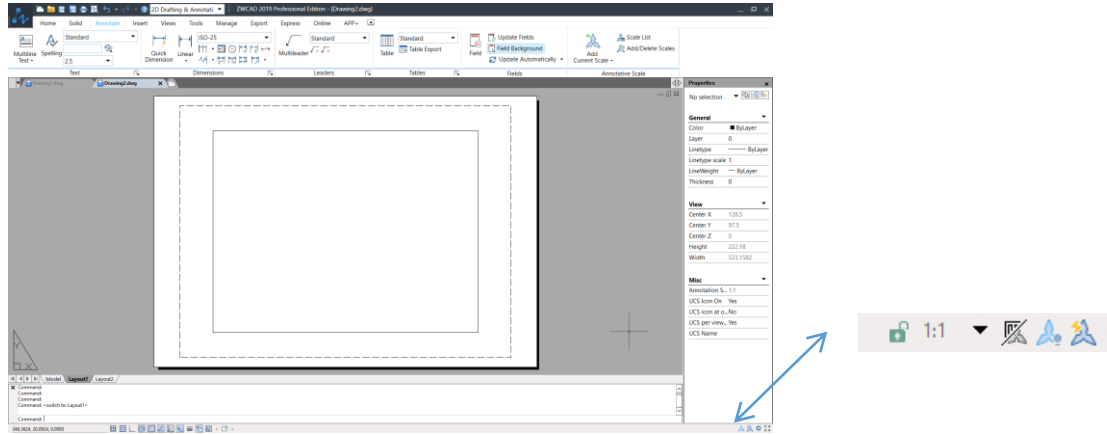 2D Drafting & Annotati
ZWCAD 2019 Professional Edition - [Drawing2.dwg]
Home Solid Annotate Insert Views Tools Manage Export Express Online APP+
Standard
ISO-25
Standard
Standard
Update Fields
Scale List
Multiline Text
Spelling
2.5
Quick Dimension
Linear
Multileader
Table
Table Export
Field
Field Background
Update Automatically
Add Current Scale
Add/Delete Scales
Text Dimensions Leaders Tables Fields Annotative Scale
Drawing1.dwg
Drawing2.dwg
Properties
No selection
General
Color ByLayer
Layer 0
Linetype ByLayer
Linetype scale 1
LineWeight ByLayer
Thickness 0
View
Center X 128.5
Center Y 97.5
Center Z 0
Height 222.18
Width 523.1582
Misc
Annotation S... 1:1
UCS Icon On Yes
UCS icon at o... No
UCS per view... Yes
UCS Name
1:1
Y
X
Model Layout1 Layout2
Command:
Command:
Command:
Command: <switch to: Layout1>
Command: